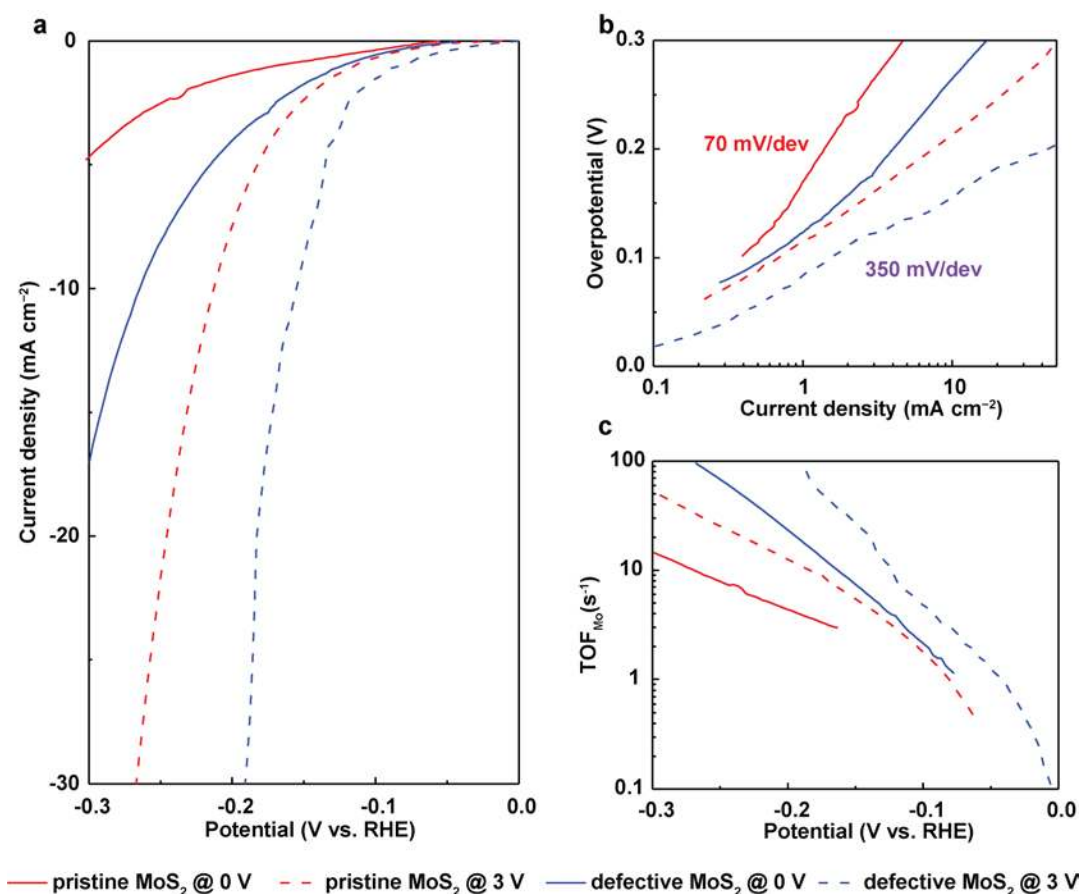 a
0
-10
-20
-30
Current density (mA cm⁻²)
-0.3
-0.2
-0.1
0.0
Potential (V vs. RHE)
b
0.3
0.2
0.1
0.0
Overpotential (V)
70 mV/dev
350 mV/dev
0.1
1
10
Current density (mA cm⁻²)
c
100
10
1
0.1
TOF_Mo(s⁻¹)
-0.3
-0.2
-0.1
0.0
Potential (V vs. RHE)
pristine MoS₂ @ 0 V pristine MoS₂ @ 3 V defective MoS₂ @ 0 V defective MoS₂ @ 3 V